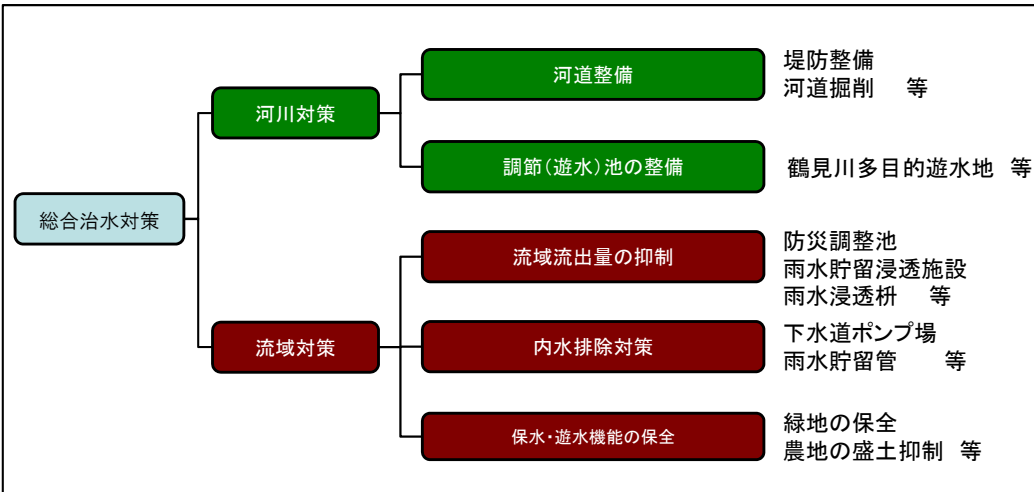 総合治水対策
河川対策
河道整備
堤防整備
河道掘削 等
調節(遊水)池の整備
鶴見川多目的遊水地 等
流域対策
流域流出量の抑制
防災調整池
雨水貯留浸透施設
雨水浸透枡 等
内水排除対策
下水道ポンプ場
雨水貯留管 等
保水・遊水機能の保全
緑地の保全
農地の盛土抑制 等